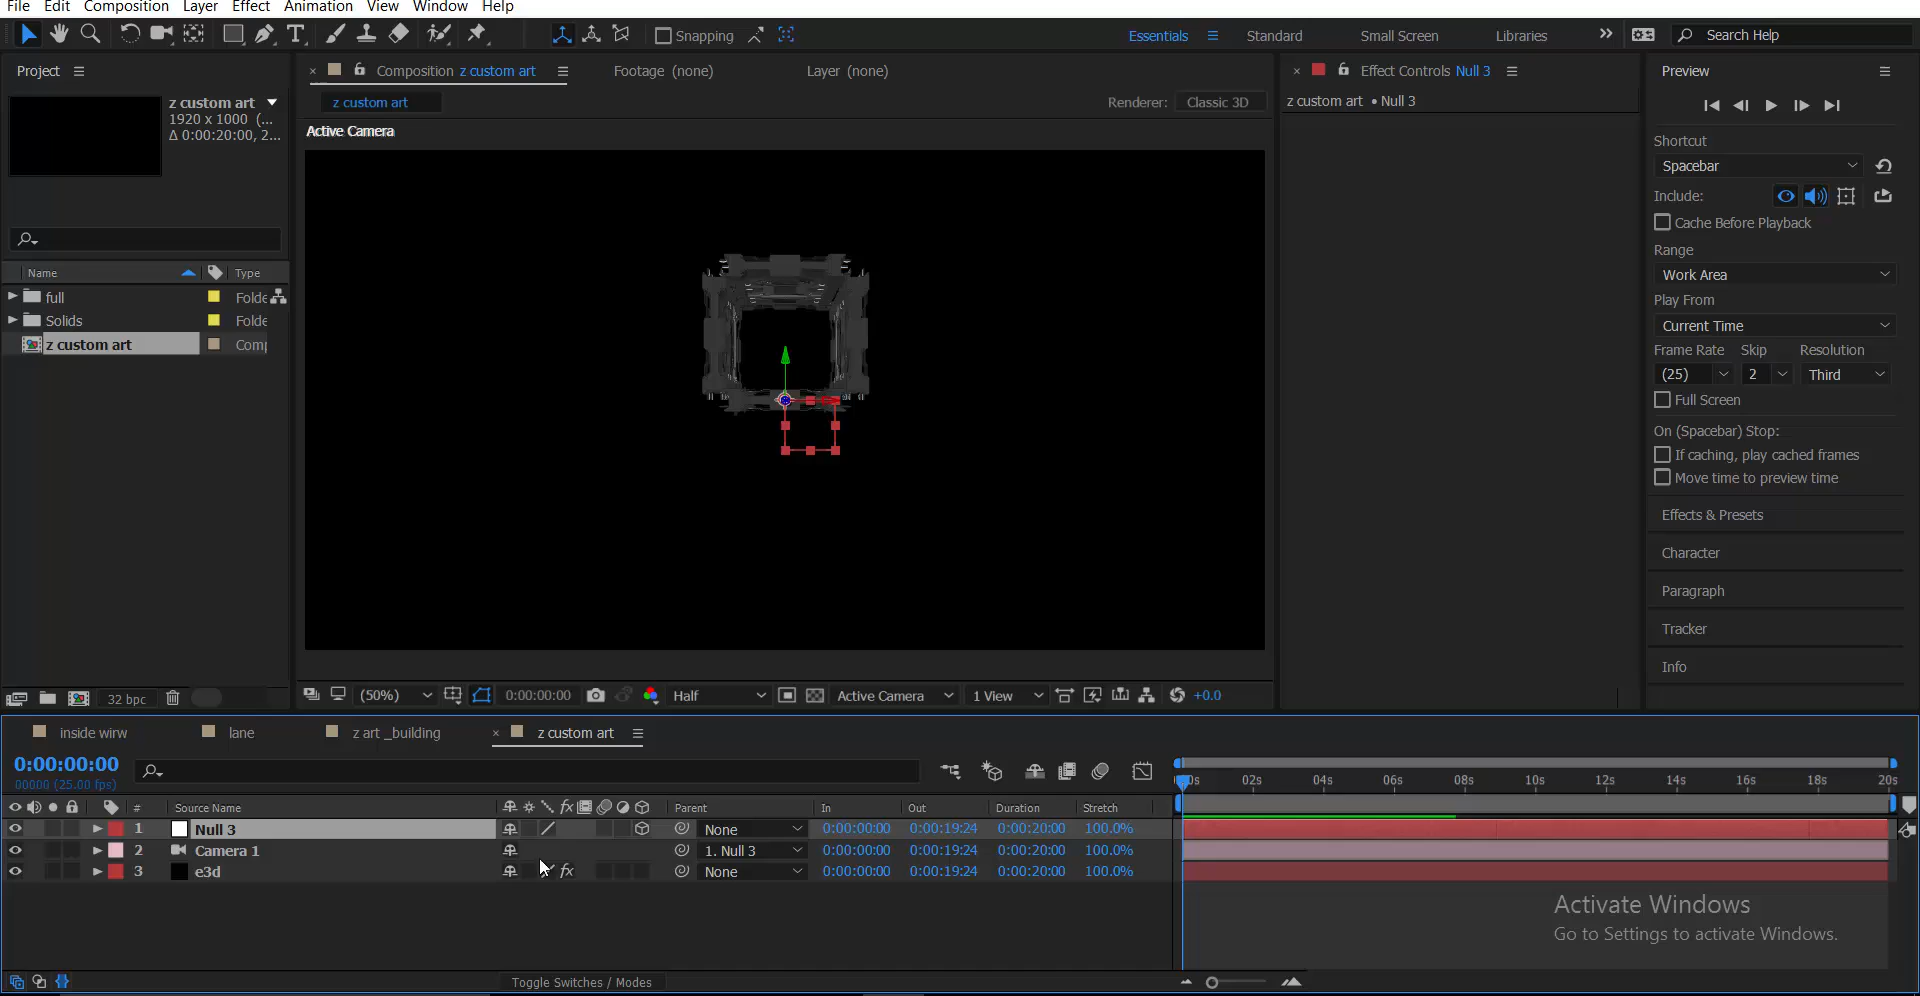 File Edit Composition Layer Effect Animation View Window Help
Snapping
Essentials Standard Small Screen Libraries Search Help
Project
z custom art
1920 x 1000 (...
Δ 0:00:20:00, 2...
Name Type
full Folde
Solids Folde
z custom art Comp
32 bpc
× Composition z custom art Footage (none) Layer (none)
z custom art Renderer: Classic 3D
Active Camera
(50%) 0:00:00:00 Half Active Camera 1 View +0.0
× Effect Controls Null 3
z custom art • Null 3
Preview
Shortcut
Spacebar
Include:
Cache Before Playback
Range
Work Area
Play From
Current Time
Frame Rate Skip Resolution
(25) 2 Third
Full Screen
On (Spacebar) Stop:
If caching, play cached frames
Move time to preview time
Effects & Presets
Character
Paragraph
Tracker
Info
inside wirw lane z art _building × z custom art
0:00:00:00
00000 (25.00 fps)
0s 02s 04s 06s 08s 10s 12s 14s 16s 18s 20s
# Source Name fx Parent In Out Duration Stretch
1 Null 3 None 0:00:00:00 0:00:19:24 0:00:20:00 100.0%
2 Camera 1 1. Null 3 0:00:00:00 0:00:19:24 0:00:20:00 100.0%
3 e3d fx None 0:00:00:00 0:00:19:24 0:00:20:00 100.0%
Activate Windows
Go to Settings to activate Windows.
Toggle Switches / Modes